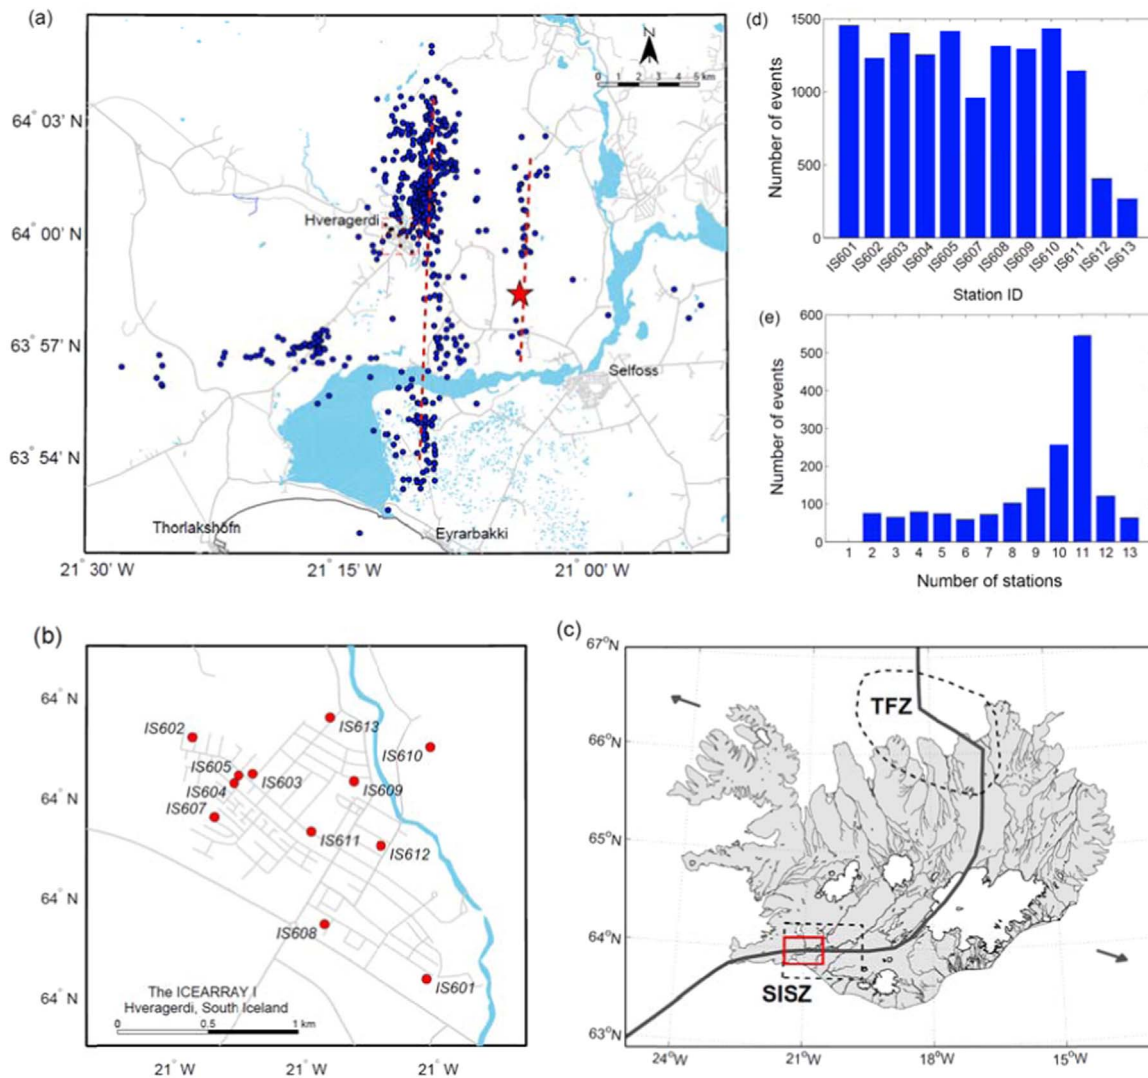 (a)
N
0 1 2 3 4 5 km
64° 03' N
64° 00' N
63° 57' N
63° 54' N
Hveragerdi
Selfoss
Thorlakshöfn
Eyrarbakki
21° 30' W
21° 15' W
21° 00' W
(d)
Number of events
1500
1000
500
0
IS601
IS602
IS603
IS604
IS605
IS607
IS608
IS609
IS610
IS611
IS612
IS613
Station ID
(e)
Number of events
600
500
400
300
200
100
0
1 2 3 4 5 6 7 8 9 10 11 12 13
Number of stations
(b)
64° N
64° N
64° N
64° N
IS602
IS613
IS610
IS605
IS603
IS604
IS609
IS607
IS611
IS612
IS608
IS601
The ICEARRAY I
Hveragerdi, South Iceland
0 0.5 1 km
21° W
21° W
21° W
(c)
67°N
66°N
65°N
64°N
63°N
TFZ
SISZ
24°W
21°W
18°W
15°W